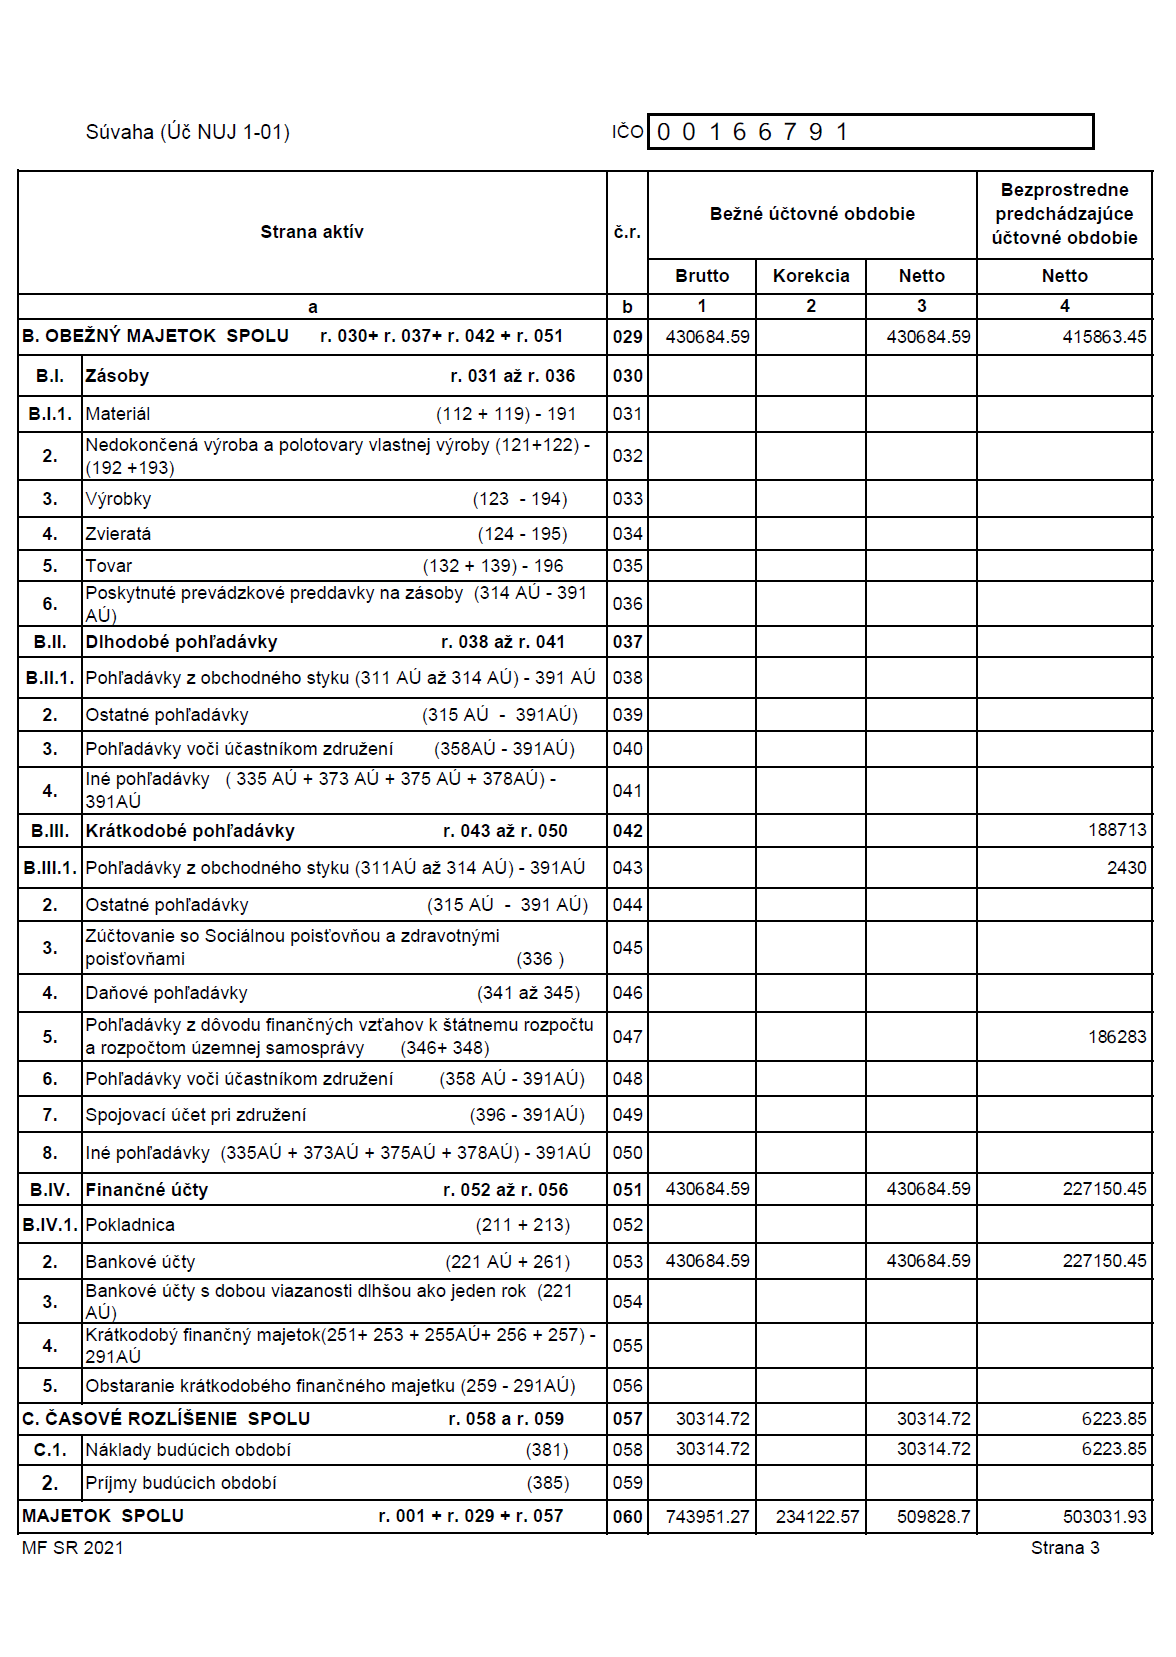 Súvaha (Úč NUJ 1-01) IČO 0 0 1 6 6 7 9 1
Strana aktív č.r. Bežné účtovné obdobie Bezprostredne predchádzajúce účtovné obdobie
Brutto Korekcia Netto Netto
a b 1 2 3 4
B. OBEŽNÝ MAJETOK SPOLU r. 030+ r. 037+ r. 042 + r. 051 029 430684.59 430684.59 415863.45
B.I. Zásoby r. 031 až r. 036 030
B.I.1. Materiál (112 + 119) - 191 031
2. Nedokončená výroba a polotovary vlastnej výroby (121+122) -
(192 +193) 032
3. Výrobky (123 - 194) 033
4. Zvieratá (124 - 195) 034
5. Tovar (132 + 139) - 196 035
6. Poskytnuté prevádzkové preddavky na zásoby (314 AÚ - 391
AÚ) 036
B.II. Dlhodobé pohľadávky r. 038 až r. 041 037
B.II.1. Pohľadávky z obchodného styku (311 AÚ až 314 AÚ) - 391 AÚ 038
2. Ostatné pohľadávky (315 AÚ - 391AÚ) 039
3. Pohľadávky voči účastníkom združení (358AÚ - 391AÚ) 040
4. Iné pohľadávky ( 335 AÚ + 373 AÚ + 375 AÚ + 378AÚ) -
391AÚ 041
B.III. Krátkodobé pohľadávky r. 043 až r. 050 042 188713
B.III.1. Pohľadávky z obchodného styku (311AÚ až 314 AÚ) - 391AÚ 043 2430
2. Ostatné pohľadávky (315 AÚ - 391 AÚ) 044
3. Zúčtovanie so Sociálnou poisťovňou a zdravotnými
poisťovňami (336 ) 045
4. Daňové pohľadávky (341 až 345) 046
5. Pohľadávky z dôvodu finančných vzťahov k štátnemu rozpočtu
a rozpočtom územnej samosprávy (346+ 348) 047 186283
6. Pohľadávky voči účastníkom združení (358 AÚ - 391AÚ) 048
7. Spojovací účet pri združení (396 - 391AÚ) 049
8. Iné pohľadávky (335AÚ + 373AÚ + 375AÚ + 378AÚ) - 391AÚ 050
B.IV. Finančné účty r. 052 až r. 056 051 430684.59 430684.59 227150.45
B.IV.1. Pokladnica (211 + 213) 052
2. Bankové účty (221 AÚ + 261) 053 430684.59 430684.59 227150.45
3. Bankové účty s dobou viazanosti dlhšou ako jeden rok (221
AÚ) 054
4. Krátkodobý finančný majetok(251+ 253 + 255AÚ+ 256 + 257) -
291AÚ 055
5. Obstaranie krátkodobého finančného majetku (259 - 291AÚ) 056
C. ČASOVÉ ROZLÍŠENIE SPOLU r. 058 a r. 059 057 30314.72 30314.72 6223.85
C.1. Náklady budúcich období (381) 058 30314.72 30314.72 6223.85
2. Príjmy budúcich období (385) 059
MAJETOK SPOLU r. 001 + r. 029 + r. 057 060 743951.27 234122.57 509828.7 503031.93
MF SR 2021 Strana 3